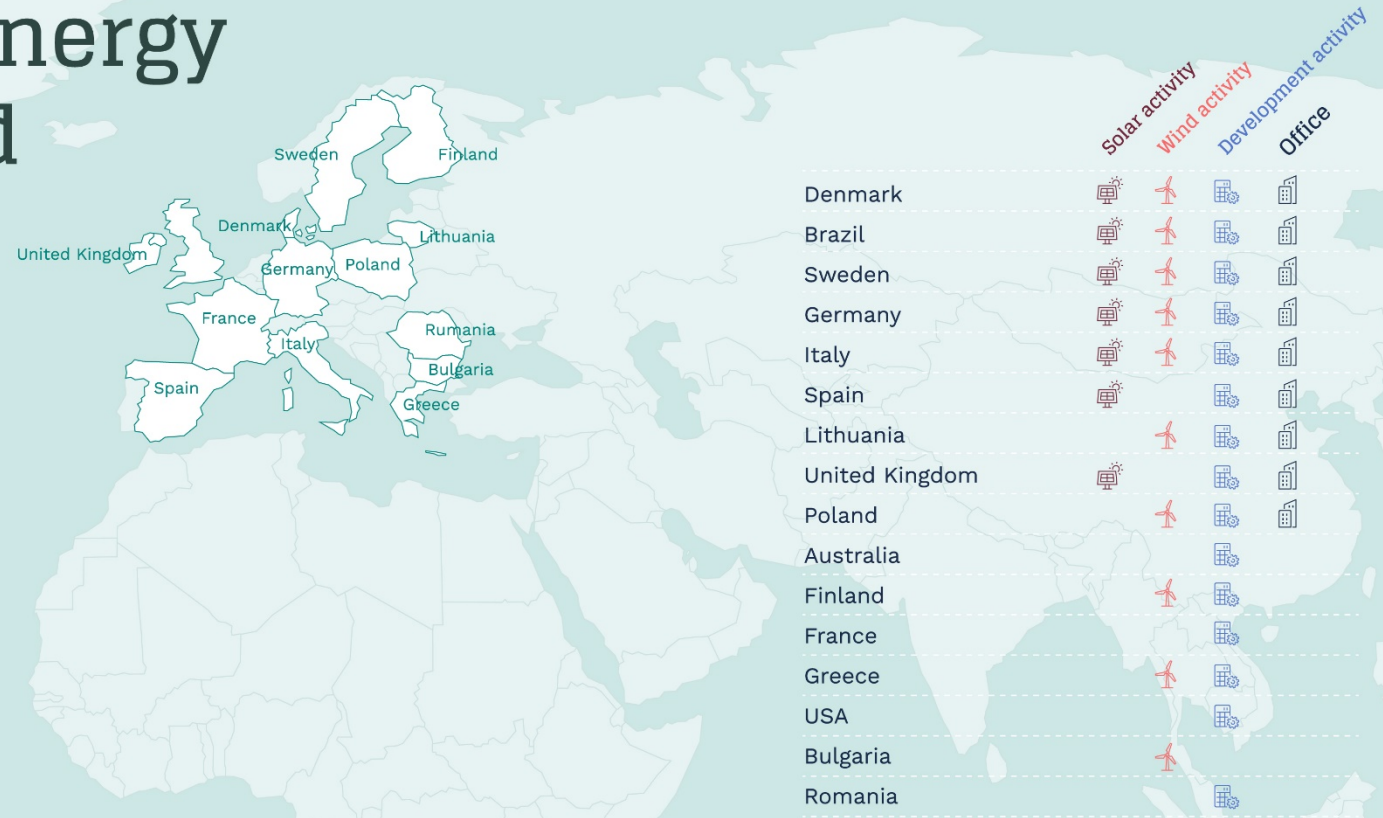 nergy
d
Sweden
Finland
Denmark
Lithuania
United Kingdom
Germany
Poland
France
Rumania
Italy
Bulgaria
Spain
Greece
Solar activity
Wind activity
Development activity
Office
Denmark
Brazil
Sweden
Germany
Italy
Spain
Lithuania
United Kingdom
Poland
Australia
Finland
France
Greece
USA
Bulgaria
Romania